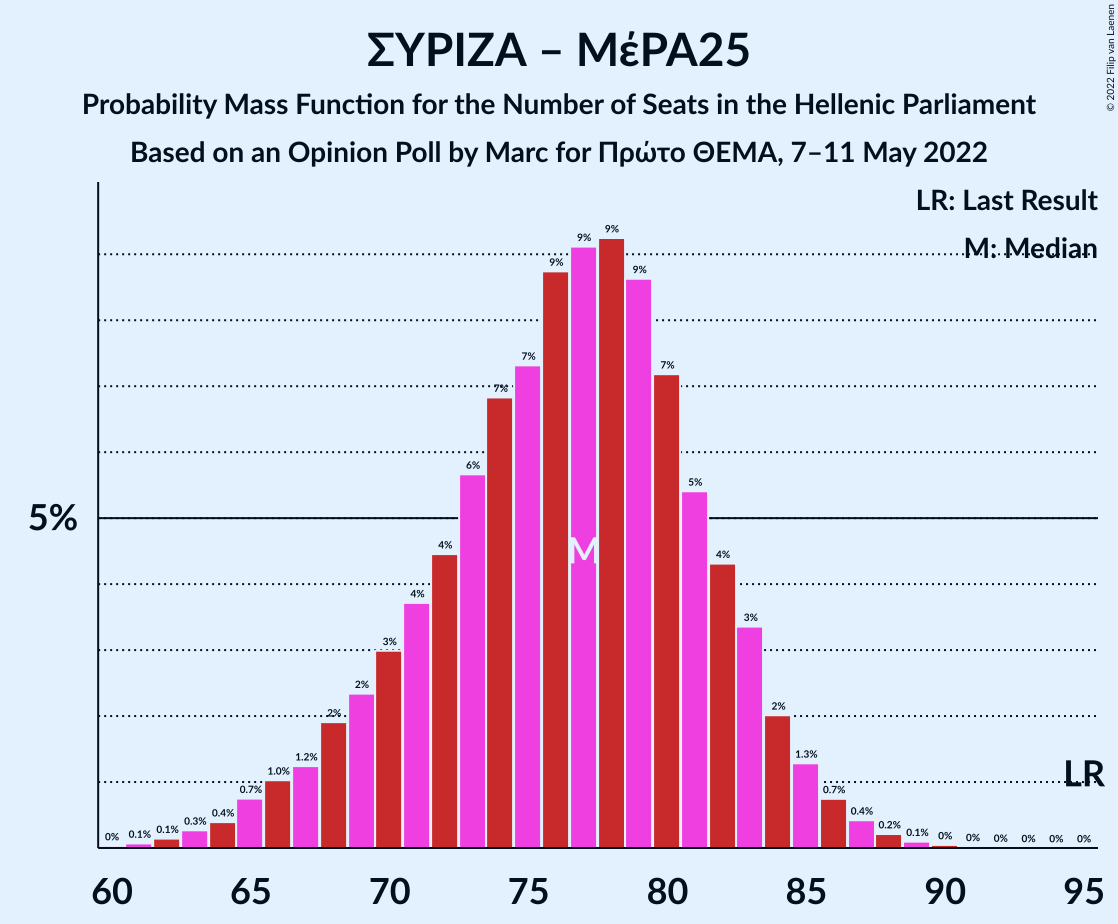 ΣΥΡΙΖΑ – ΜέΡΑ25
Probability Mass Function for the Number of Seats in the Hellenic Parliament
Based on an Opinion Poll by Marc for Πρώτο ΘΕΜΑ, 7–11 May 2022
© 2022 Filip van Laenen
LR: Last Result
M: Median
5%
0% 0.1% 0.1% 0.3% 0.4% 0.7% 1.0% 1.2% 2% 2% 3% 4% 4% 6% 7% 7% 9% 9% 9% 9% 7% 5% 4% 3% 2% 1.3% 0.7% 0.4% 0.2% 0.1% 0% 0% 0% 0% 0% 0%
M
LR
60 65 70 75 80 85 90 95